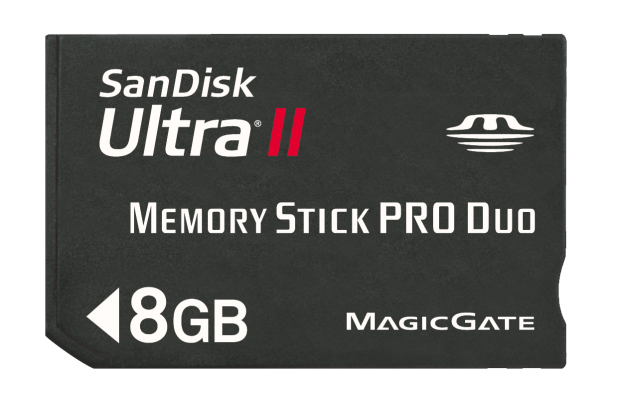 SanDisk
Ultra® II
MEMORY STICK PRO DUO
8GB
MAGICGATE